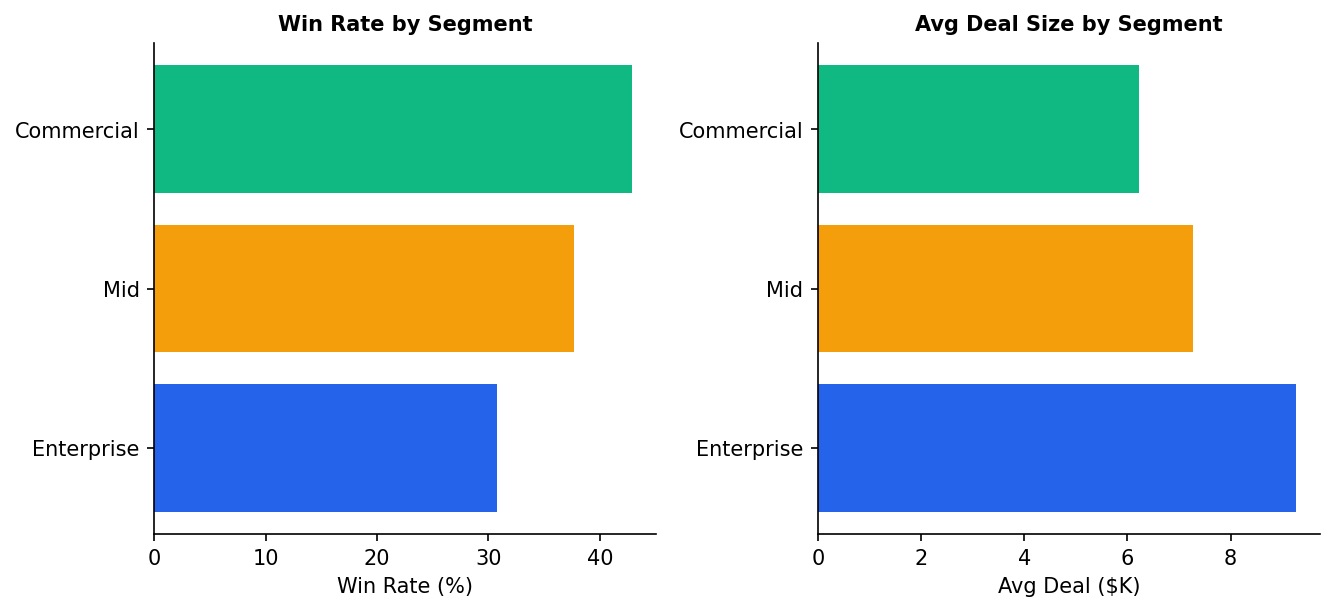 Win Rate by Segment
Commercial
Mid
Enterprise
0 10 20 30 40
Win Rate (%)
Avg Deal Size by Segment
Commercial
Mid
Enterprise
0 2 4 6 8
Avg Deal ($K)